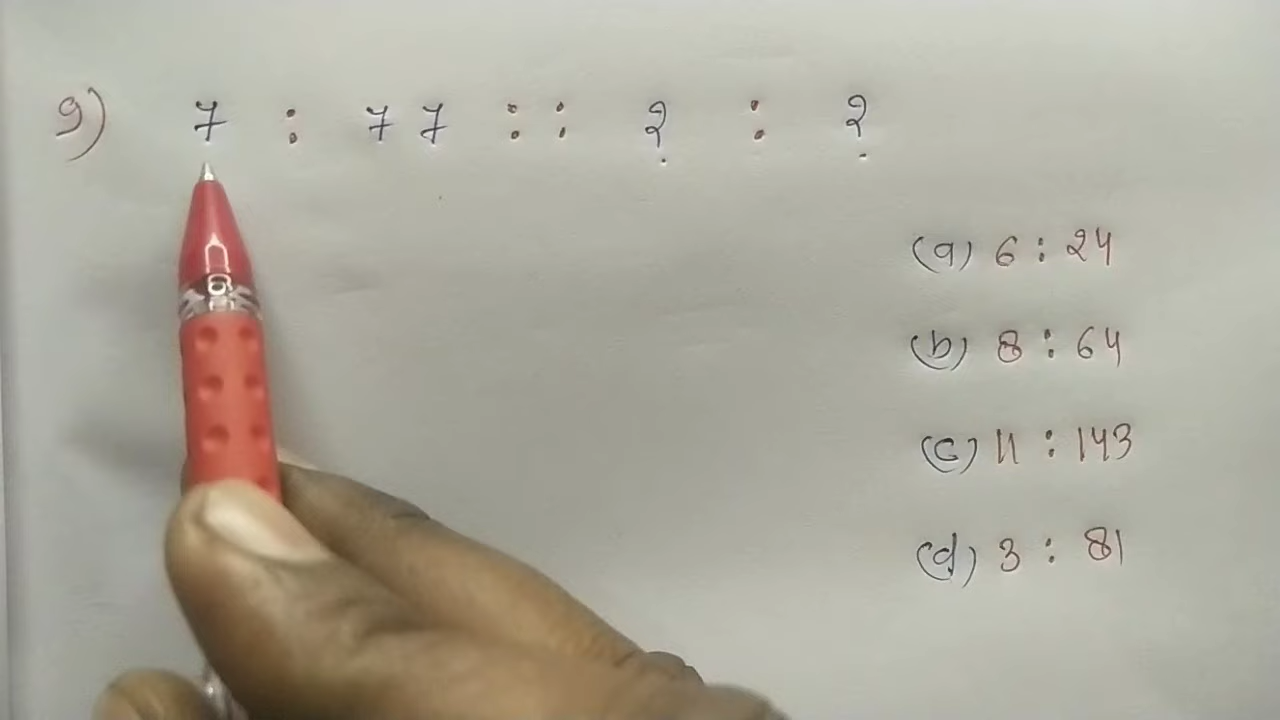 9) 7 : 77 :: ? : ?
(a) 6 : 24
(b) 8 : 64
(c) 11 : 143
(d) 3 : 81